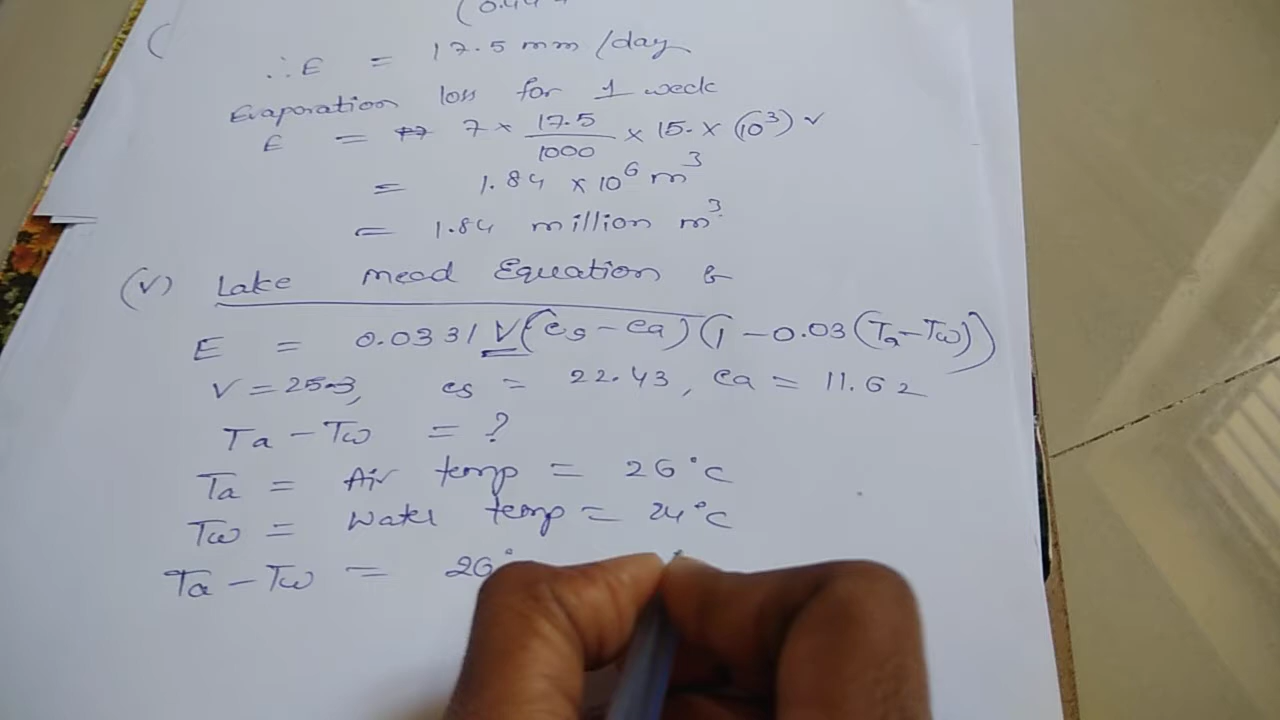 (0.44
∴ E = 17.5 mm /day
Evaporation loss for 1 week
E = 7 × 17.5/1000 × 15. × (10³)
= 1.84 × 10⁶ m³
= 1.84 million m³
(V) Lake mead Equation
E = 0.0331 V(es - ea) (1 - 0.03 (Ta - Tw))
es = 22.43, ea = 11.62
Ta - Tw = ?
Ta = Air temp = 26°c
Tw = Water temp = 24°c
Ta - Tw = 26°